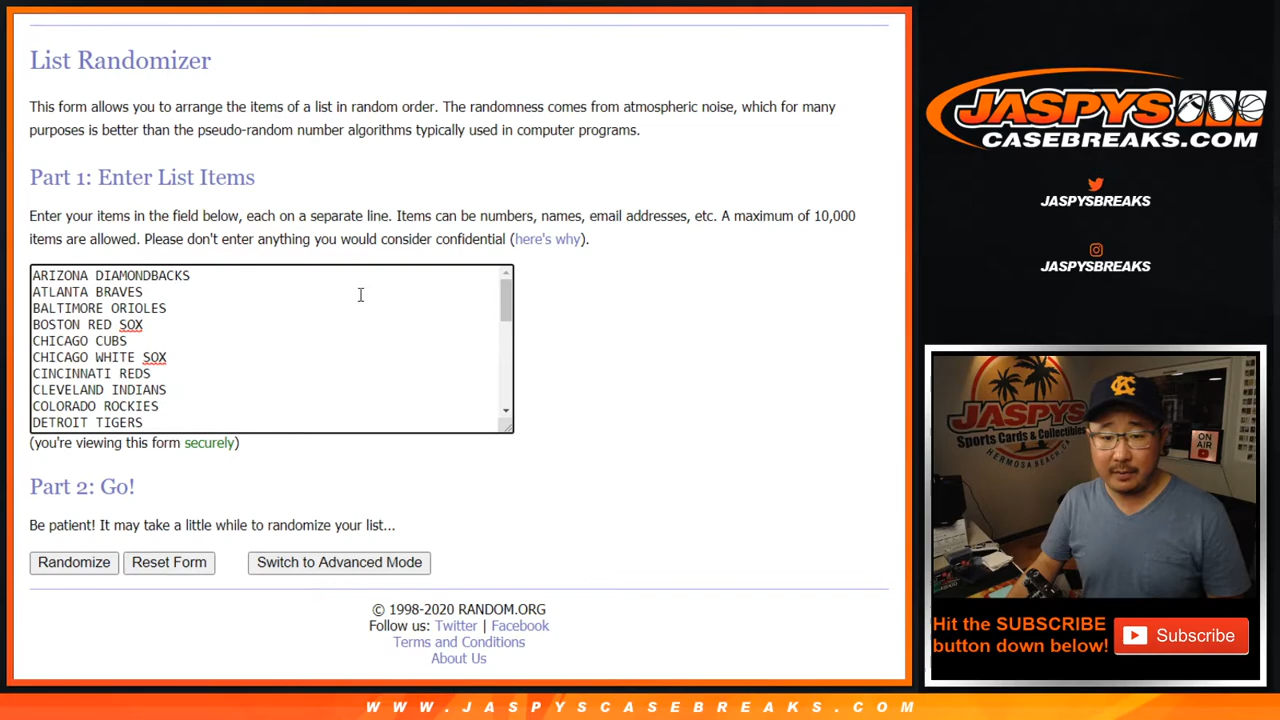 List Randomizer
This form allows you to arrange the items of a list in random order. The randomness comes from atmospheric noise, which for many
purposes is better than the pseudo-random number algorithms typically used in computer programs.
Part 1: Enter List Items
Enter your items in the field below, each on a separate line. Items can be numbers, names, email addresses, etc. A maximum of 10,000
items are allowed. Please don't enter anything you would consider confidential (here's why).
ARIZONA DIAMONDBACKS
ATLANTA BRAVES
BALTIMORE ORIOLES
BOSTON RED SOX
CHICAGO CUBS
CHICAGO WHITE SOX
CINCINNATI REDS
CLEVELAND INDIANS
COLORADO ROCKIES
DETROIT TIGERS
(you're viewing this form securely)
Part 2: Go!
Be patient! It may take a little while to randomize your list...
Randomize Reset Form Switch to Advanced Mode
© 1998-2020 RANDOM.ORG
Follow us: Twitter | Facebook
Terms and Conditions
About Us
JASPYS
CASEBREAKS.COM
JASPYSBREAKS
JASPYSBREAKS
JASPYS
Sports Cards & Collectibles
HERMOSA BEACH, CA
KC
ON
AIR
Hit the SUBSCRIBE
button down below!
Subscribe
WWW.JASPYSCASEBREAKS.COM